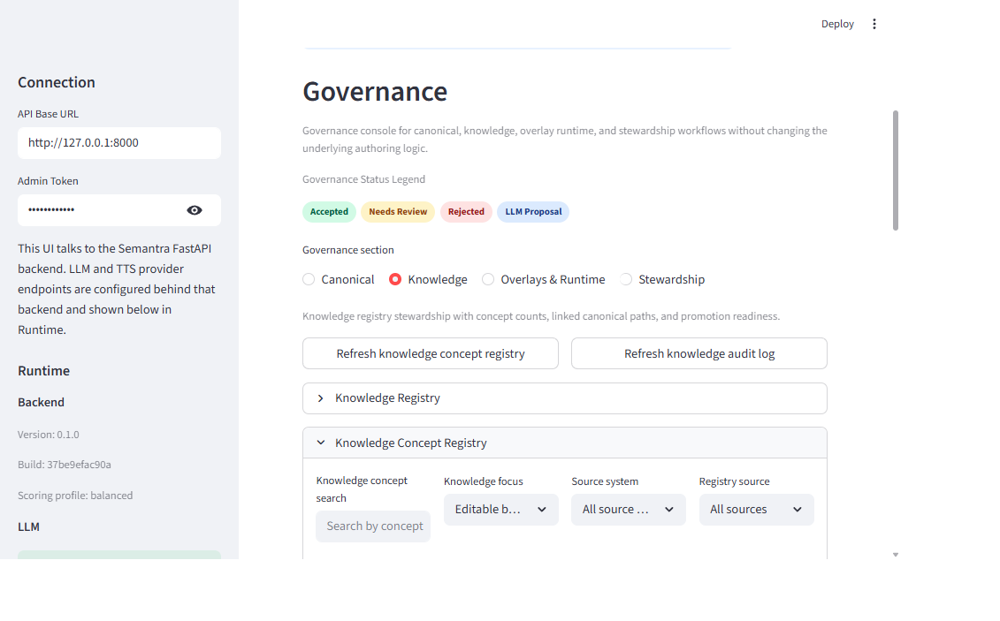 Deploy
Connection
API Base URL
http://127.0.0.1:8000
Admin Token
••••••••••••
This UI talks to the Semantra FastAPI
backend. LLM and TTS provider
endpoints are configured behind that
backend and shown below in
Runtime.
Runtime
Backend
Version: 0.1.0
Build: 37be9efac90a
Scoring profile: balanced
LLM
Governance
Governance console for canonical, knowledge, overlay runtime, and stewardship workflows without changing the
underlying authoring logic.
Governance Status Legend
Accepted Needs Review Rejected LLM Proposal
Governance section
Canonical Knowledge Overlays & Runtime Stewardship
Knowledge registry stewardship with concept counts, linked canonical paths, and promotion readiness.
Refresh knowledge concept registry Refresh knowledge audit log
Knowledge Registry
Knowledge Concept Registry
Knowledge concept
search
Search by concept
Knowledge focus
Editable b...
Source system
All source ...
Registry source
All sources